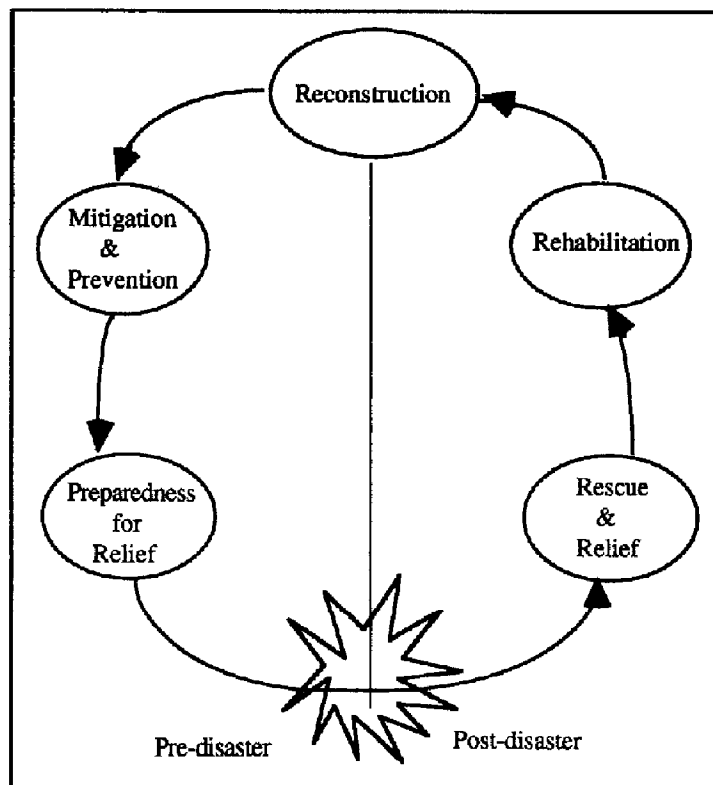 Reconstruction
Mitigation
&
Prevention
Rehabilitation
Preparedness
for
Relief
Rescue
&
Relief
Pre-disaster
Post-disaster